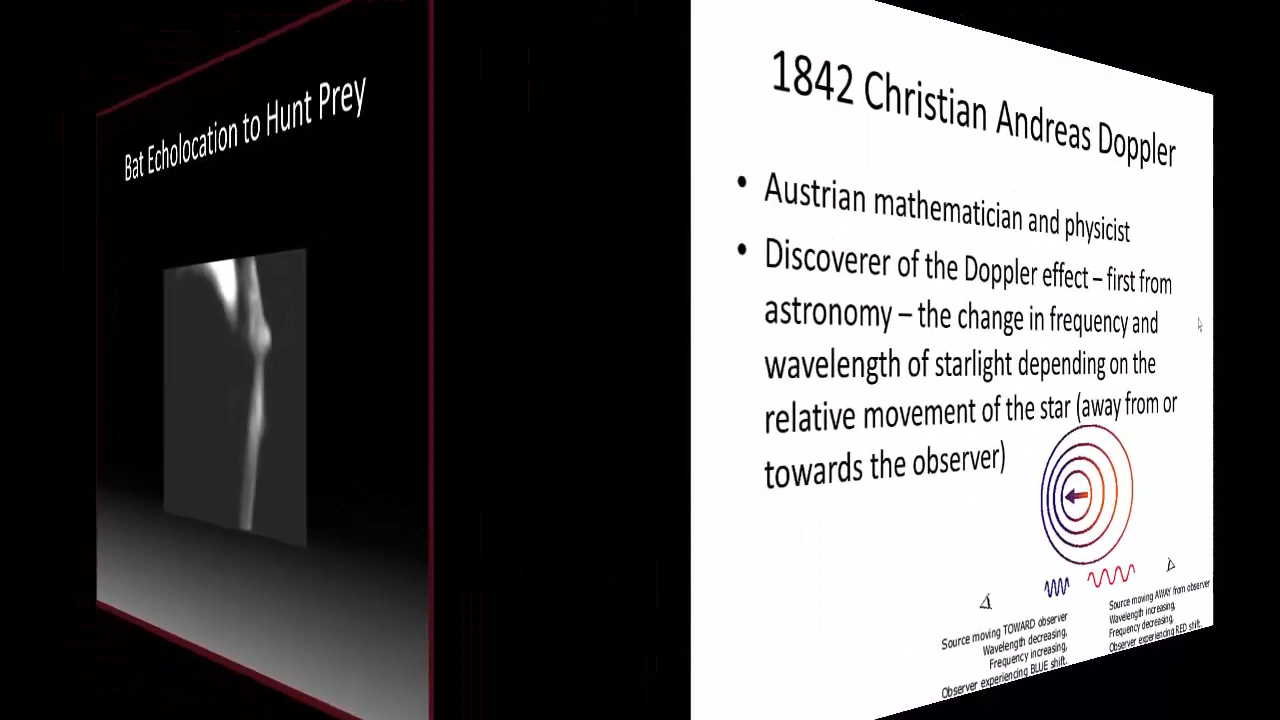 Bat Echolocation to Hunt Prey
1842 Christian Andreas Doppler
• Austrian mathematician and physicist
• Discoverer of the Doppler effect – first from
astronomy – the change in frequency and
wavelength of starlight depending on the
relative movement of the star (away from or
towards the observer)
Source moving TOWARD observer
Wavelength decreasing,
Frequency increasing,
Observer experiencing BLUE shift.
Source moving AWAY from observer
Wavelength increasing,
Frequency decreasing,
Observer experiencing RED shift.